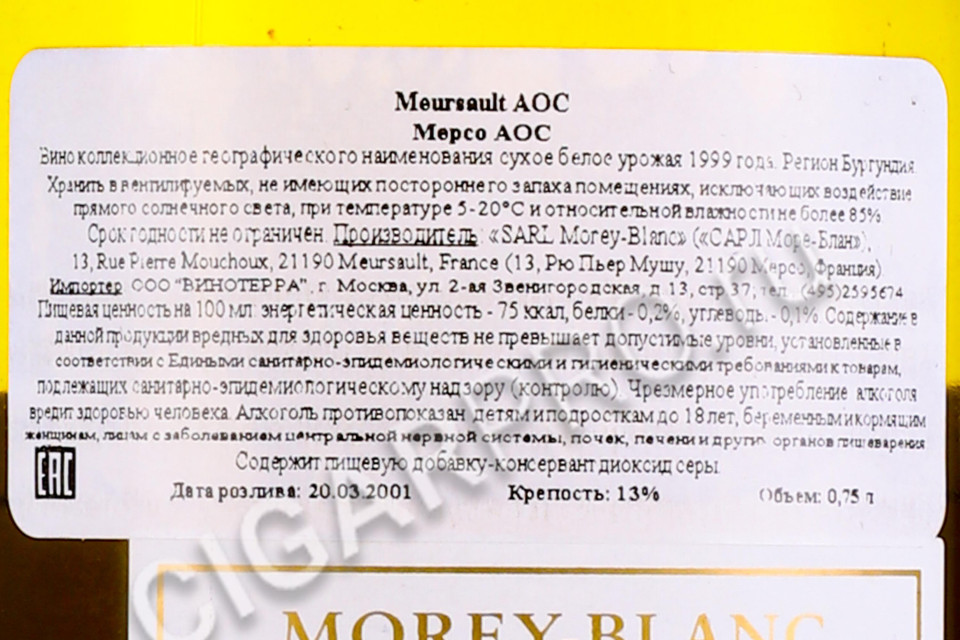 Meursault AOC
Мерсо АОС
Вино коллекционное географического наименования сухое белое урожая 1999 года. Регион Бургундия.
Хранить в вентилируемых, не имеющих постороннего запаха помещениях, исключающих воздействие
прямого солнечного света, при температуре 5-20°С и относительной влажности не более 85%
Срок годности не ограничен. Производитель: «SARL Morey-Blanc» («САРЛ Море-Блан»),
13, Rue Pierre Mouchoux, 21190 Meursault, France (13, Рю Пьер Мушу, 21190 Мерсо, Франция)
Импортер ООО "ВИНОТЕРРА", г. Москва, ул. 2-ая Звенигородская, д. 13, стр.37, тел. (495)2595674
Пищевая ценность на 100 мл: энергетическая ценность - 75 ккал, белки - 0,2%, углеводы - 0,1%. Содержание в
данной продукции вредных для здоровья веществ не превышает допустимые уровни, установленные в
соответствии с Едиными санитарно-эпидемиологическими и гигиеническими требованиями к товарам,
подлежащих санитарно-эпидемиологическому надзору (контролю). Чрезмерное употребление алкоголя
вредит здоровью человека. Алкоголь противопоказан детям и подросткам до 18 лет, беременным и кормящим
женщинам, лицам с заболеванием центральной нервной системы, почек, печени и других органов пищеварения
Содержит пищевую добавку-консервант диоксид серы.
EAC
Дата розлива: 20.03.2001 Крепость: 13% Объем: 0,75 л
MOREY-BLANC
CIGARPRO.RU